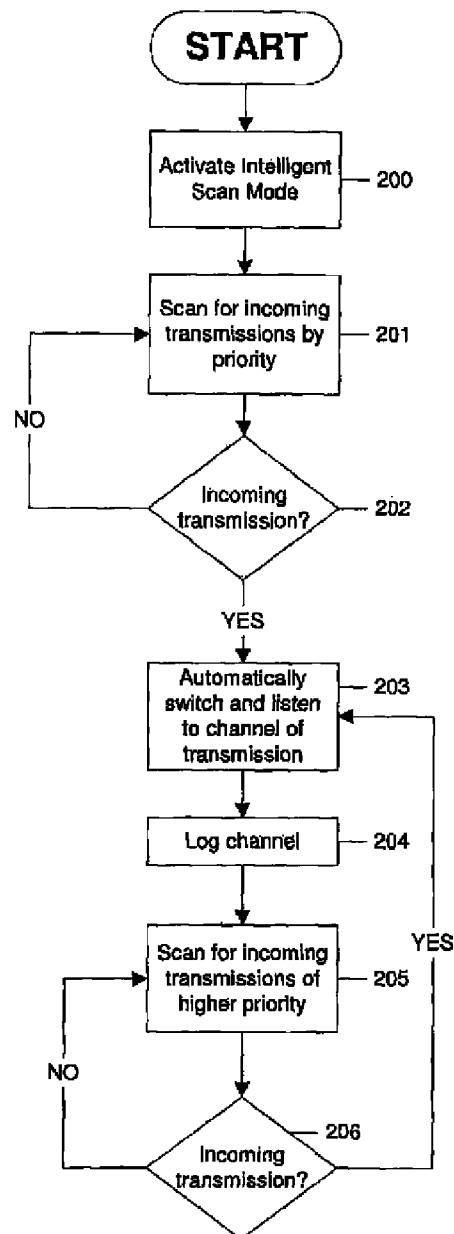 START
Activate Intelligent
Scan Mode
200
Scan for incoming
transmissions by
priority
201
NO
Incoming
transmission?
202
YES
Automatically
switch and listen
to channel of
transmission
203
Log channel
204
YES
Scan for incoming
transmissions of
higher priority
205
NO
206
Incoming
transmission?